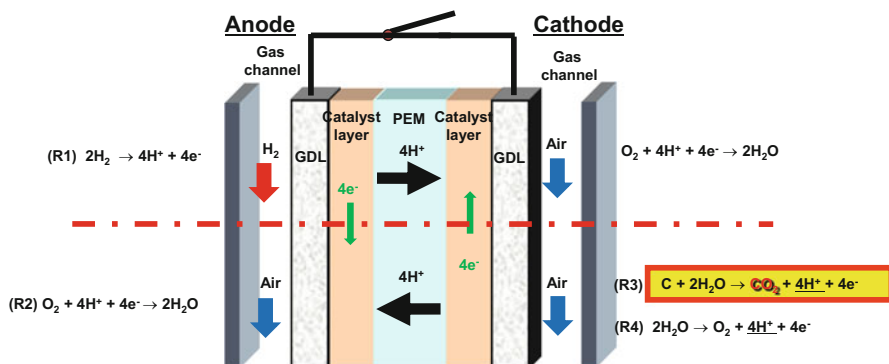 Anode
Cathode
Gas
channel
Gas
channel
Catalyst
layer
PEM
Catalyst
layer
(R1) 2H₂ → 4H⁺ + 4e⁻
H₂
GDL
4H⁺
GDL
Air
O₂ + 4H⁺ + 4e⁻ → 2H₂O
4e⁻
4e⁻
4H⁺
Air
Air
(R2) O₂ + 4H⁺ + 4e⁻ → 2H₂O
(R3) C + 2H₂O → CO₂ + 4H⁺ + 4e⁻
(R4) 2H₂O → O₂ + 4H⁺ + 4e⁻